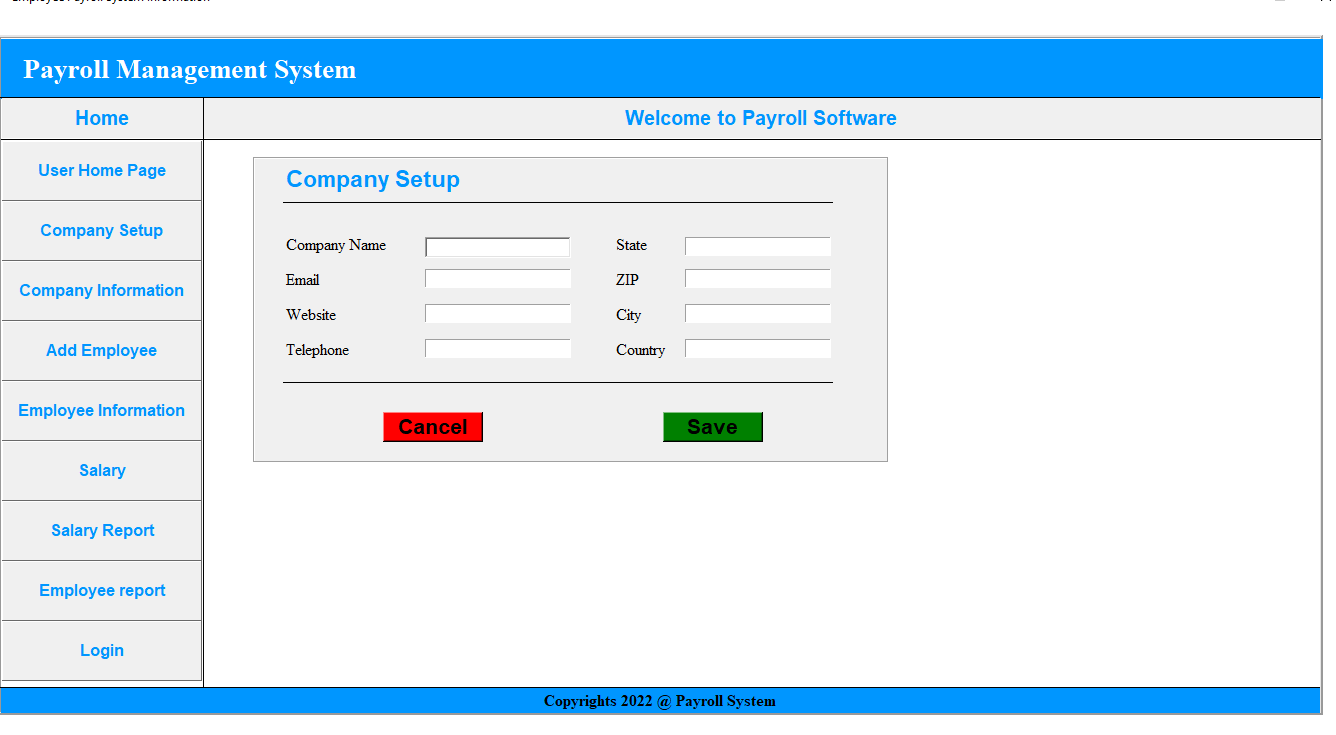 Payroll Management System
Home
Welcome to Payroll Software
User Home Page
Company Setup
Company Information
Add Employee
Employee Information
Salary
Salary Report
Employee report
Login
Company Setup
Company Name
State
Email
ZIP
Website
City
Telephone
Country
Cancel
Save
Copyrights 2022 @ Payroll System